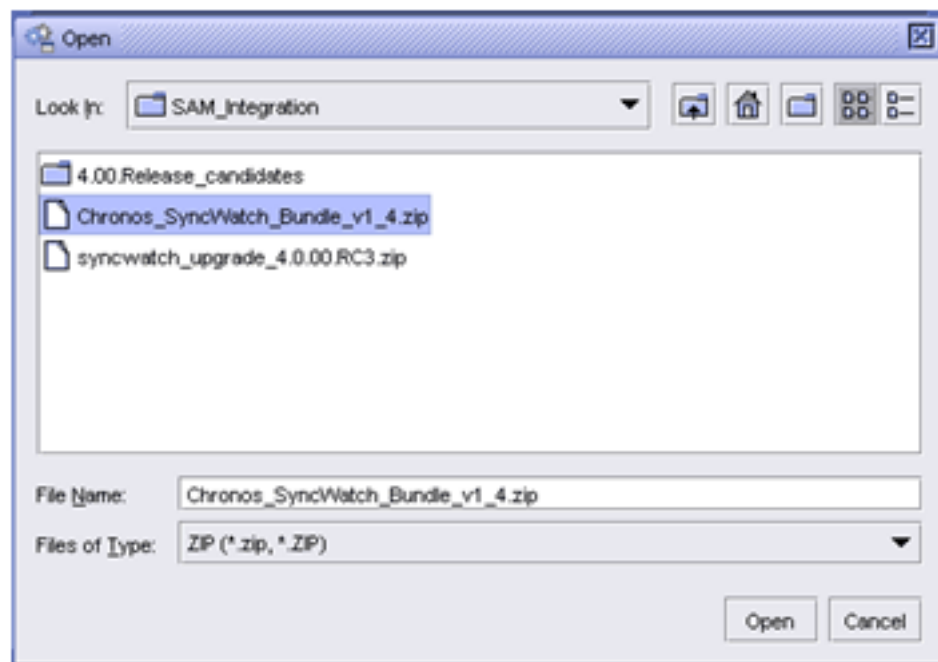 Open
Look In: SAM_Integration
4.00.Release_candidates
Chronos_SyncWatch_Bundle_v1_4.zip
syncwatch_upgrade_4.0.00.RC3.zip
File Name: Chronos_SyncWatch_Bundle_v1_4.zip
Files of Type: ZIP (*.zip, *.ZIP)
Open Cancel